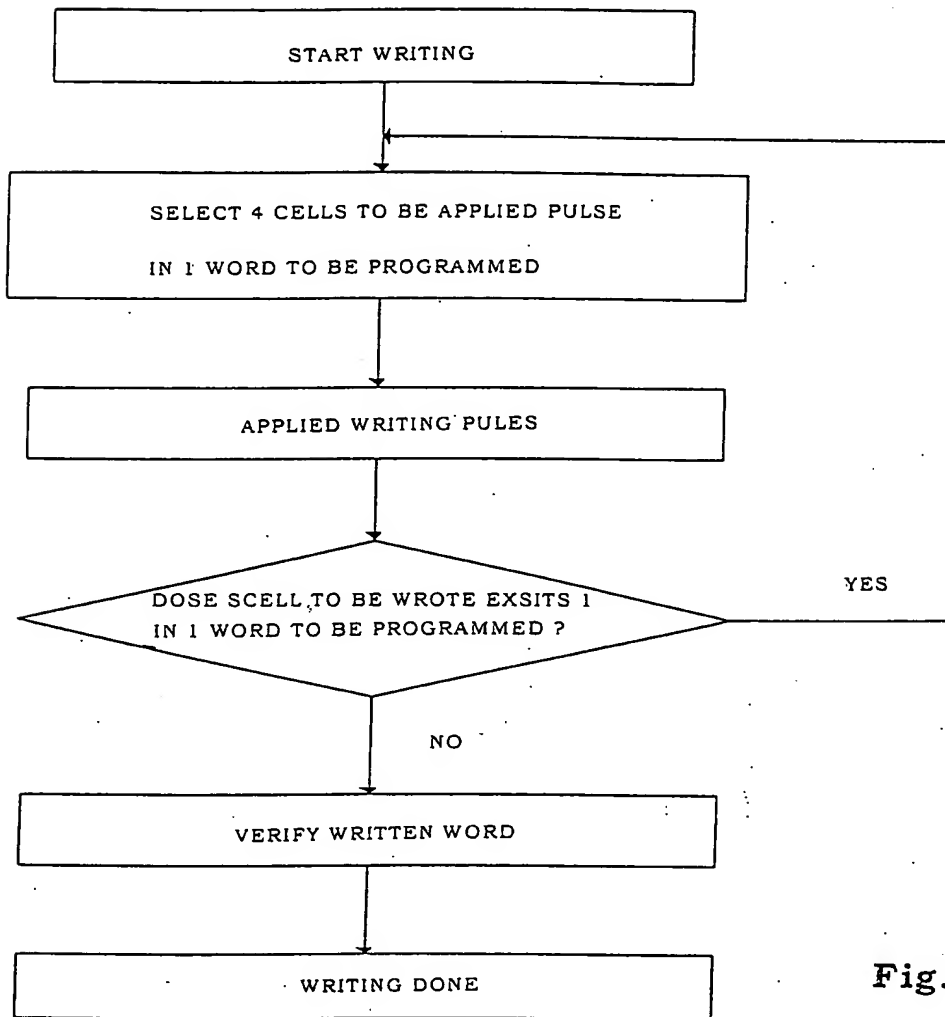 START WRITING
SELECT 4 CELLS TO BE APPLIED PULSE
IN 1 WORD TO BE PROGRAMMED
APPLIED WRITING PULES
DOSE SCELL TO BE WROTE EXSITS 1
IN 1 WORD TO BE PROGRAMMED ?
YES
NO
VERIFY WRITTEN WORD
WRITING DONE
Fig.